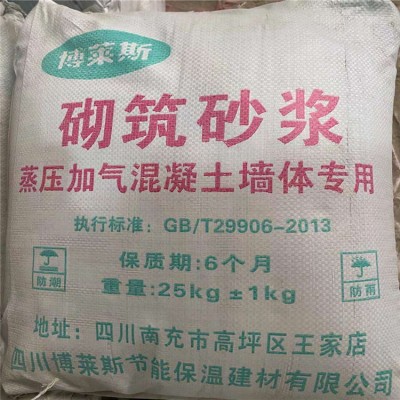 博莱斯
砌筑砂浆
蒸压加气混凝土墙体专用
执行标准：GB/T29906-2013
保质期：6个月
重量：25kg±1kg
防潮
防雨
地址：四川南充市高坪区王家店
四川博莱斯节能保温建材有限公司